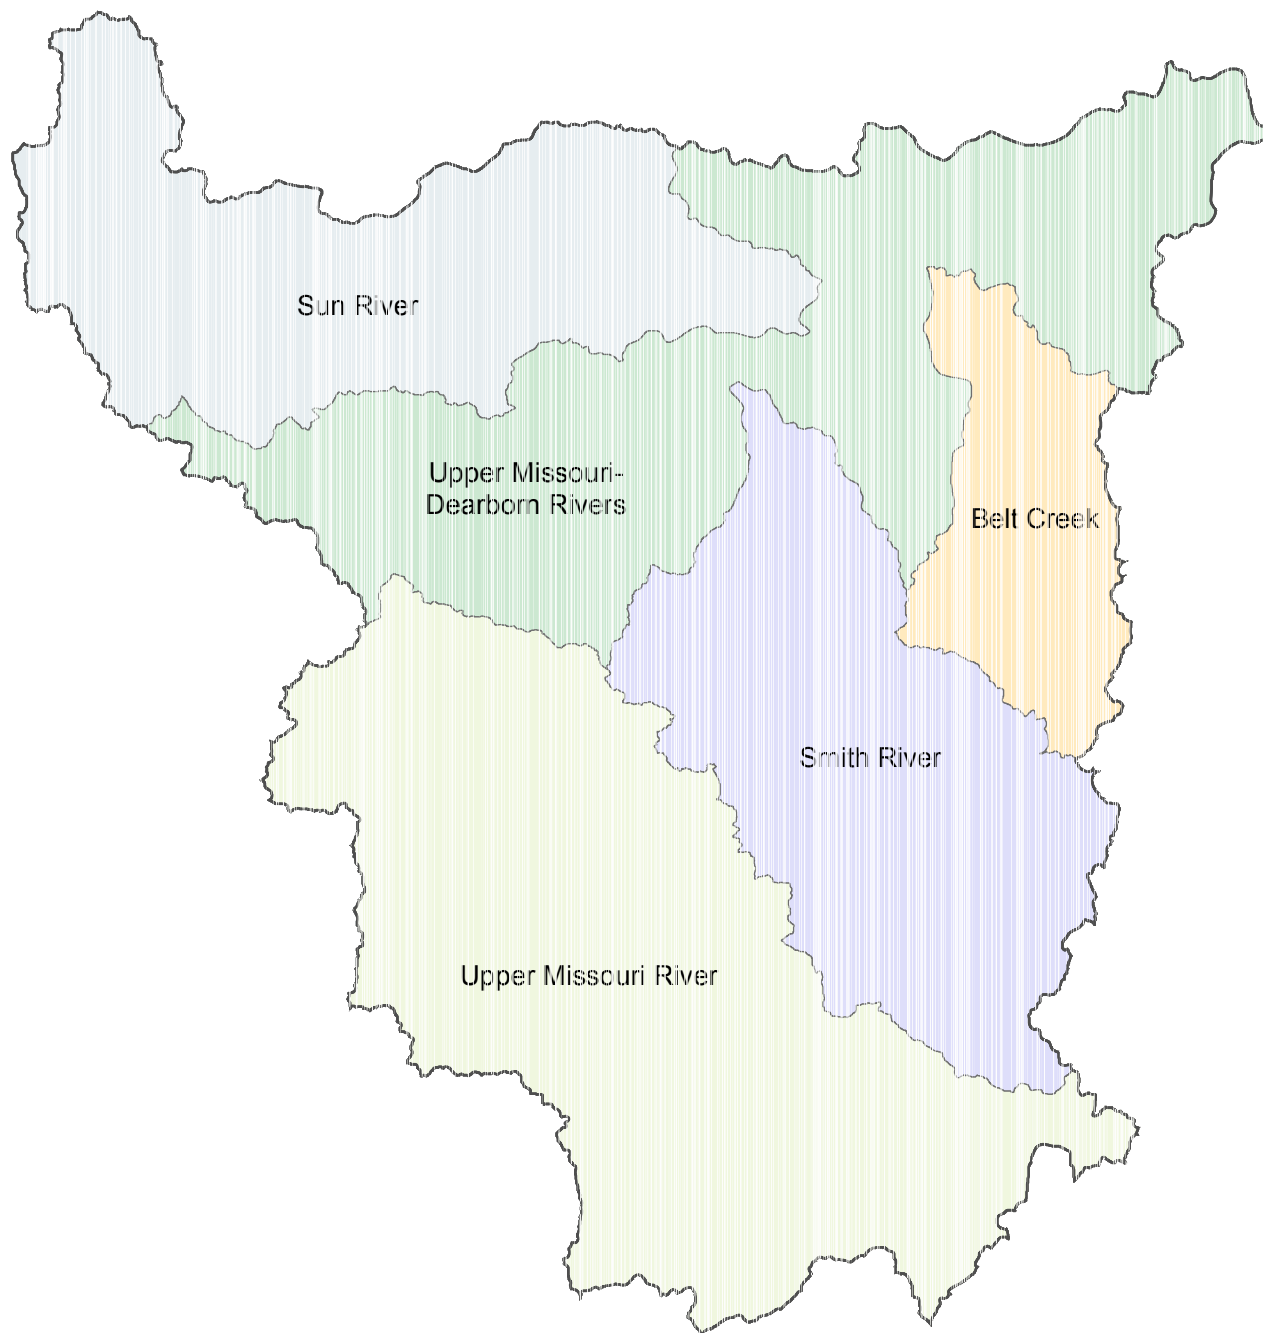 Sun River
Upper Missouri-
Dearborn Rivers
Belt Creek
Smith River
Upper Missouri River